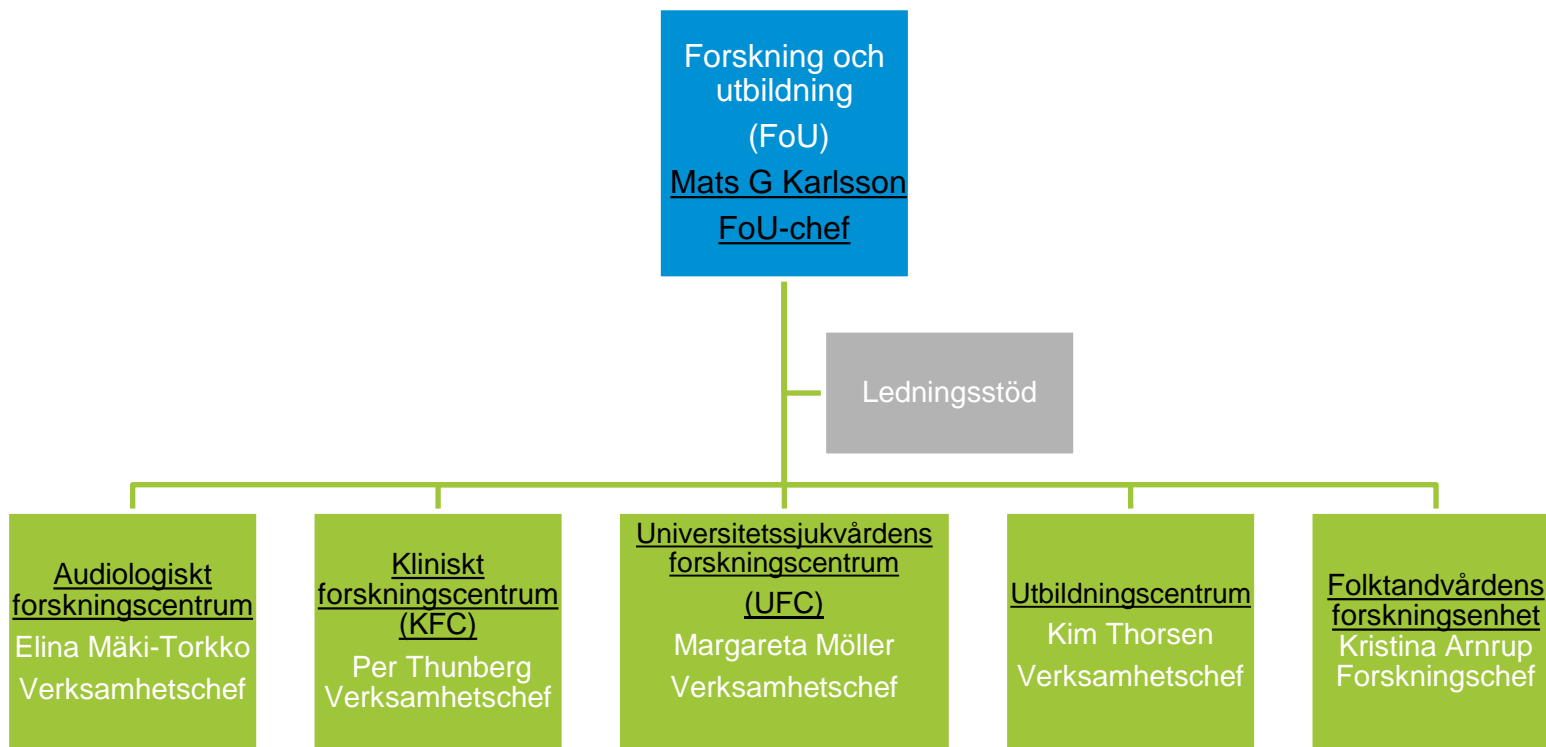 Forskning och
utbildning
(FoU)
Mats G Karlsson
FoU-chef
Ledningsstöd
Audiologiskt
forskningscentrum
Elina Mäki-Torkko
Verksamhetschef
Kliniskt
forskningscentrum
(KFC)
Per Thunberg
Verksamhetschef
Universitetssjukvårdens
forskningscentrum
(UFC)
Margareta Möller
Verksamhetschef
Utbildningscentrum
Kim Thorsen
Verksamhetschef
Folktandvårdens
forskningsenhet
Kristina Arnrup
Forskningschef